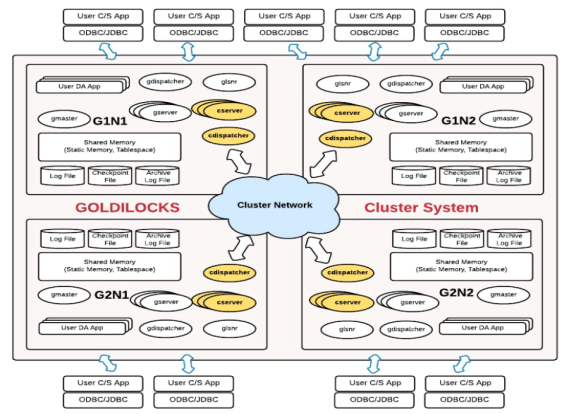 User C/S App
ODBC/JDBC
User C/S App
ODBC/JDBC
User C/S App
ODBC/JDBC
User C/S App
ODBC/JDBC
User C/S App
ODBC/JDBC
User DA App
gdispatcher
glsnr
gmaster
G1N1
gserver
cserver
cdispatcher
Shared Memory
(Static Memory, Tablespace)
Log File
Checkpoint
File
Archive
Log File
glsnr
gdispatcher
User DA App
cserver
gserver
G1N2
gmaster
cdispatcher
Shared Memory
(Static Memory, Tablespace)
Log File
Checkpoint
File
Archive
Log File
GOLDILOCKS
Cluster Network
Cluster System
Log File
Checkpoint
File
Archive
Log File
Shared Memory
(Static Memory, Tablespace)
cdispatcher
gmaster
G2N1
gserver
cserver
User DA App
gdispatcher
glsnr
Log File
Checkpoint
File
Archive
Log File
Shared Memory
(Static Memory, Tablespace)
cdispatcher
cserver
gserver
G2N2
gmaster
glsnr
gdispatcher
User DA App
User C/S App
ODBC/JDBC
User C/S App
ODBC/JDBC
User C/S App
ODBC/JDBC
User C/S App
ODBC/JDBC